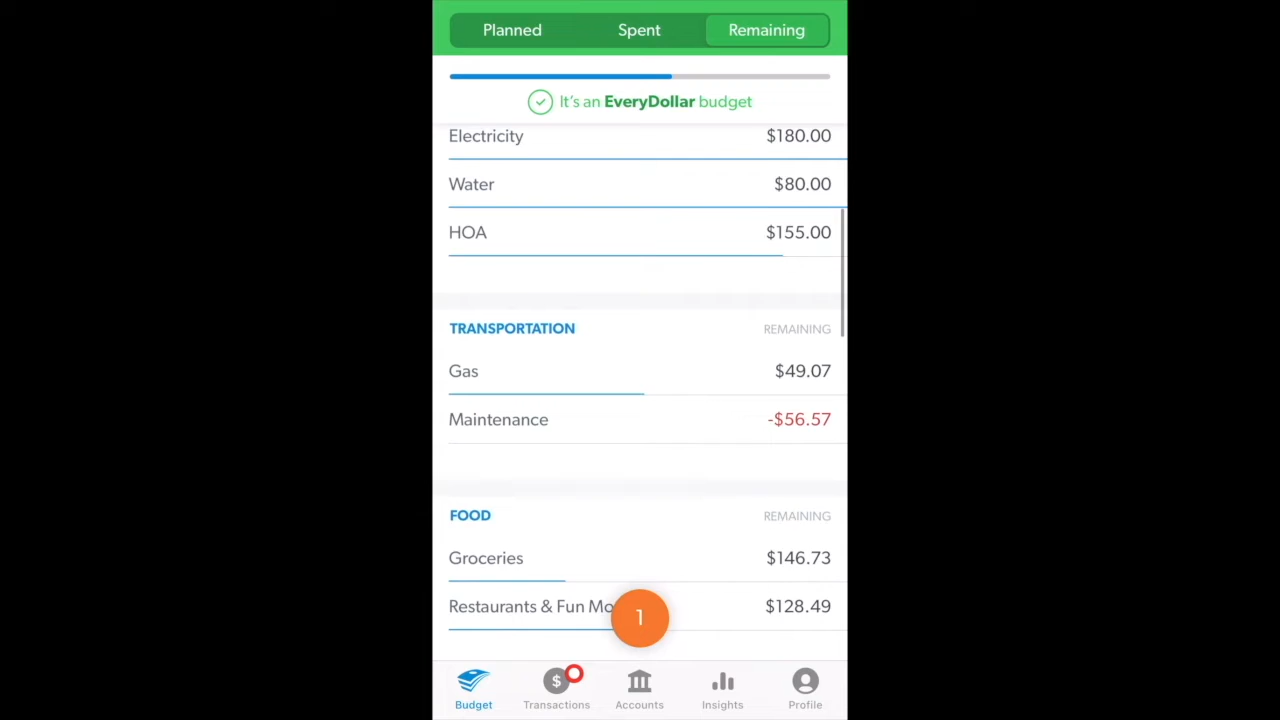 Planned Spent Remaining
It's an EveryDollar budget
Electricity $180.00
Water $80.00
HOA $155.00
TRANSPORTATION REMAINING
Gas $49.07
Maintenance -$56.57
FOOD REMAINING
Groceries $146.73
Restaurants & Fun Mo $128.49
1
$
Budget Transactions Accounts Insights Profile